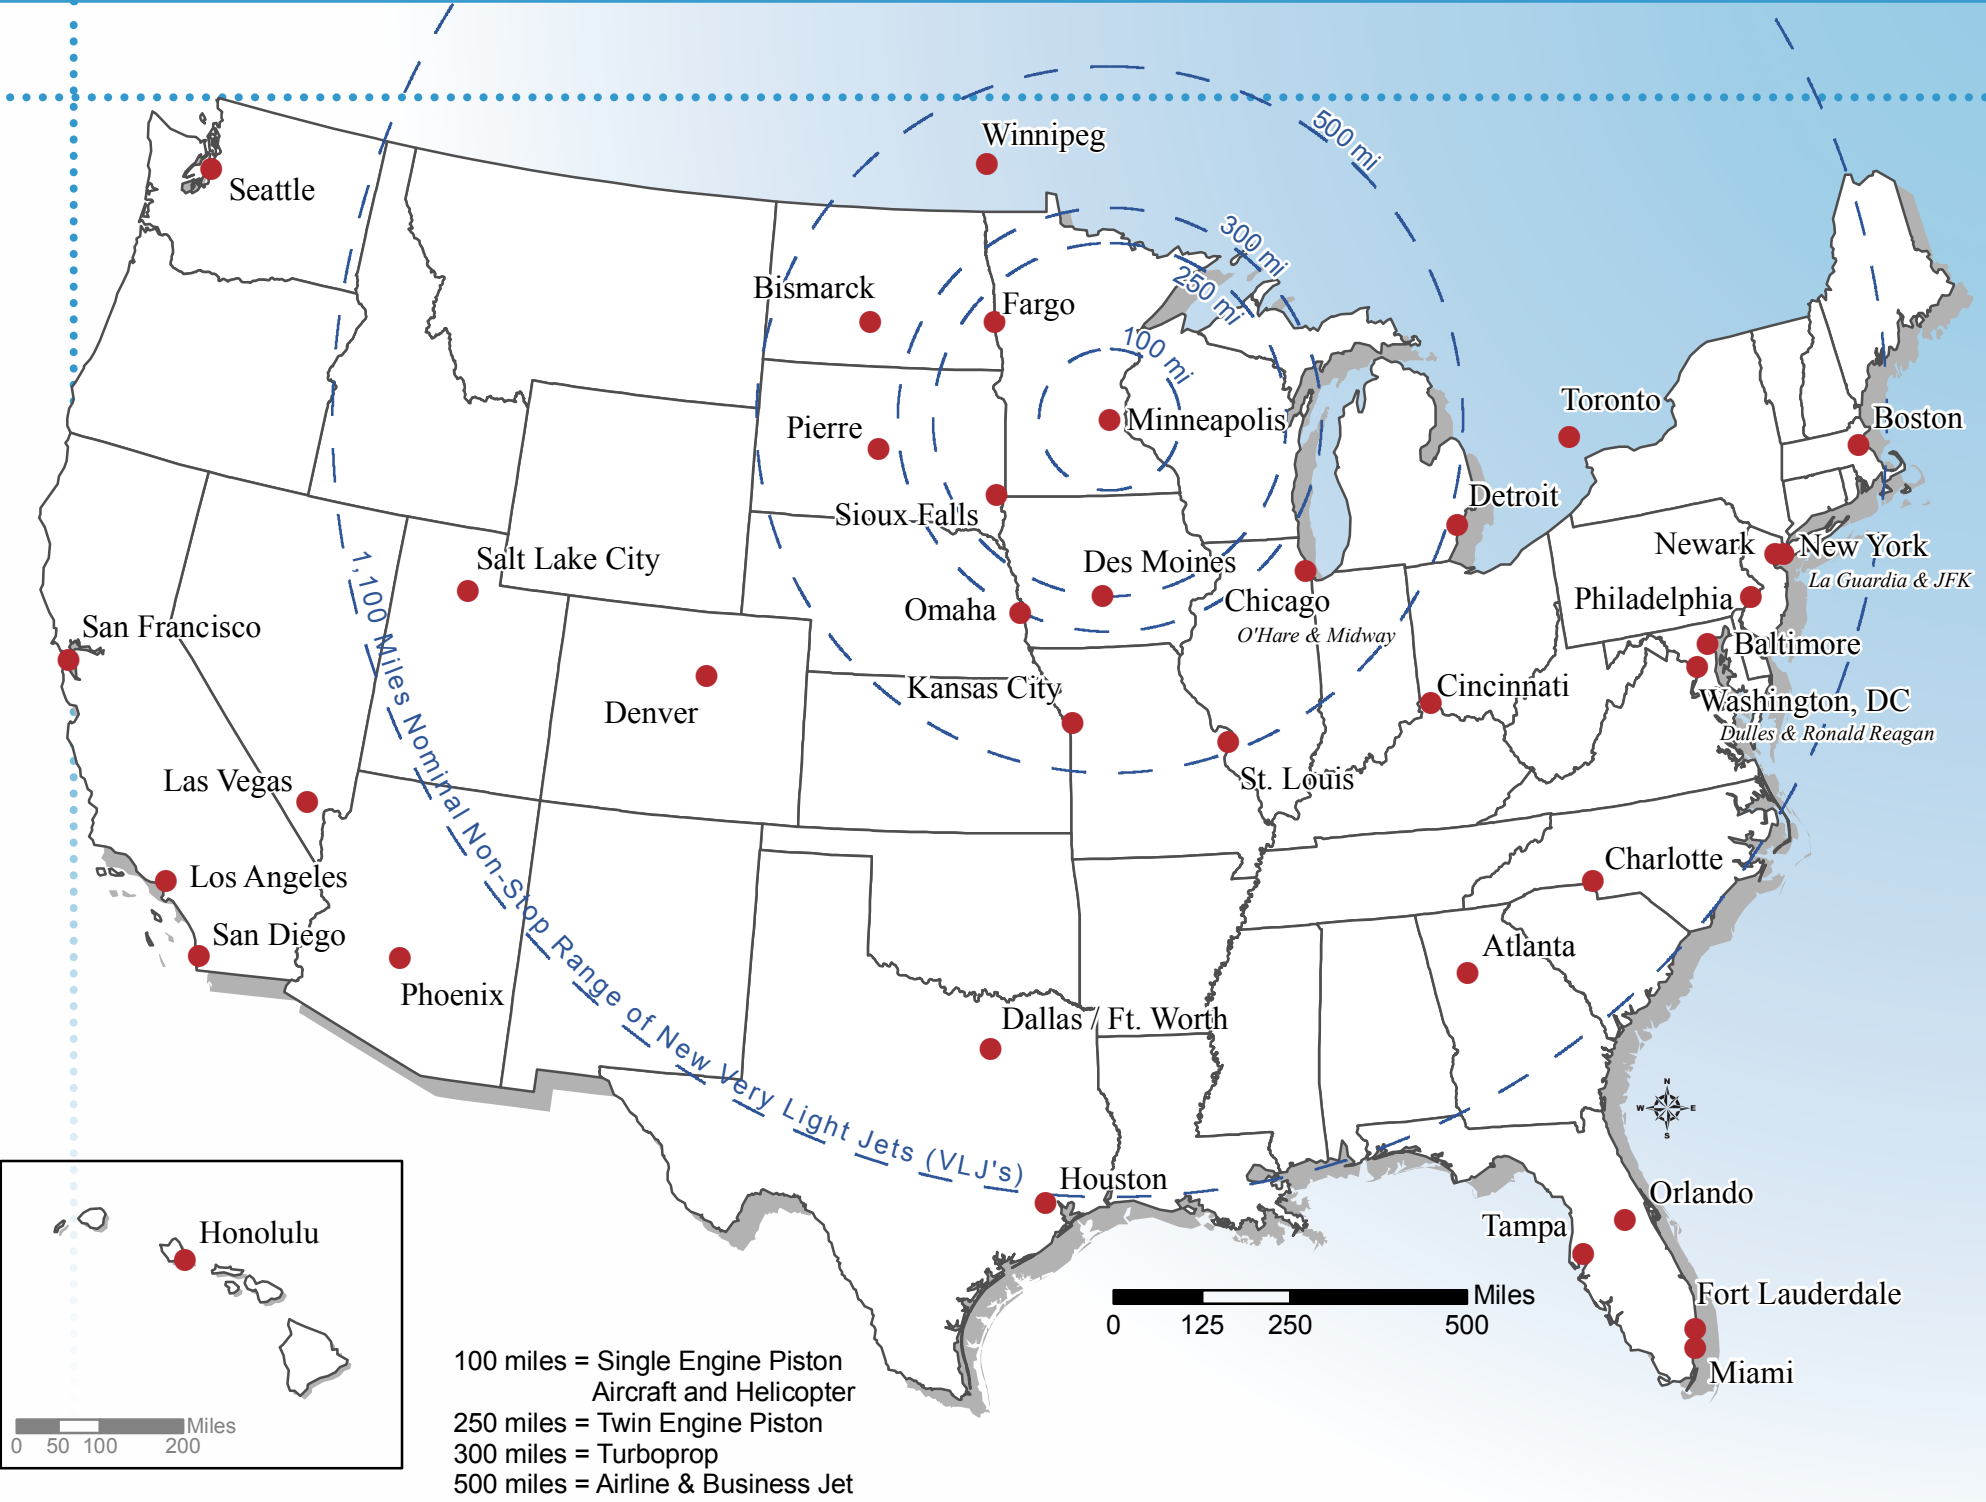 500 mi
Winnipeg
Seattle
300 mi
250 mi
Bismarck
Fargo
100 mi
Toronto
Boston
Pierre
Minneapolis
Detroit
Sioux Falls
Newark
New York
La Guardia & JFK
Salt Lake City
Des Moines
Chicago
O'Hare & Midway
Philadelphia
Omaha
San Francisco
Baltimore
1,100 Miles Nominal Non-Stop Range of New Very Light Jets (VLJ's)
Kansas City
Cincinnati
Washington, DC
Dulles & Ronald Reagan
Denver
Las Vegas
St. Louis
Charlotte
Los Angeles
San Diego
Atlanta
Phoenix
Dallas / Ft. Worth
N
W E
S
Houston
Orlando
Tampa
Honolulu
Fort Lauderdale
Miles
0 125 250 500
Miami
100 miles = Single Engine Piston
Aircraft and Helicopter
250 miles = Twin Engine Piston
300 miles = Turboprop
500 miles = Airline & Business Jet
Miles
0 50 100 200